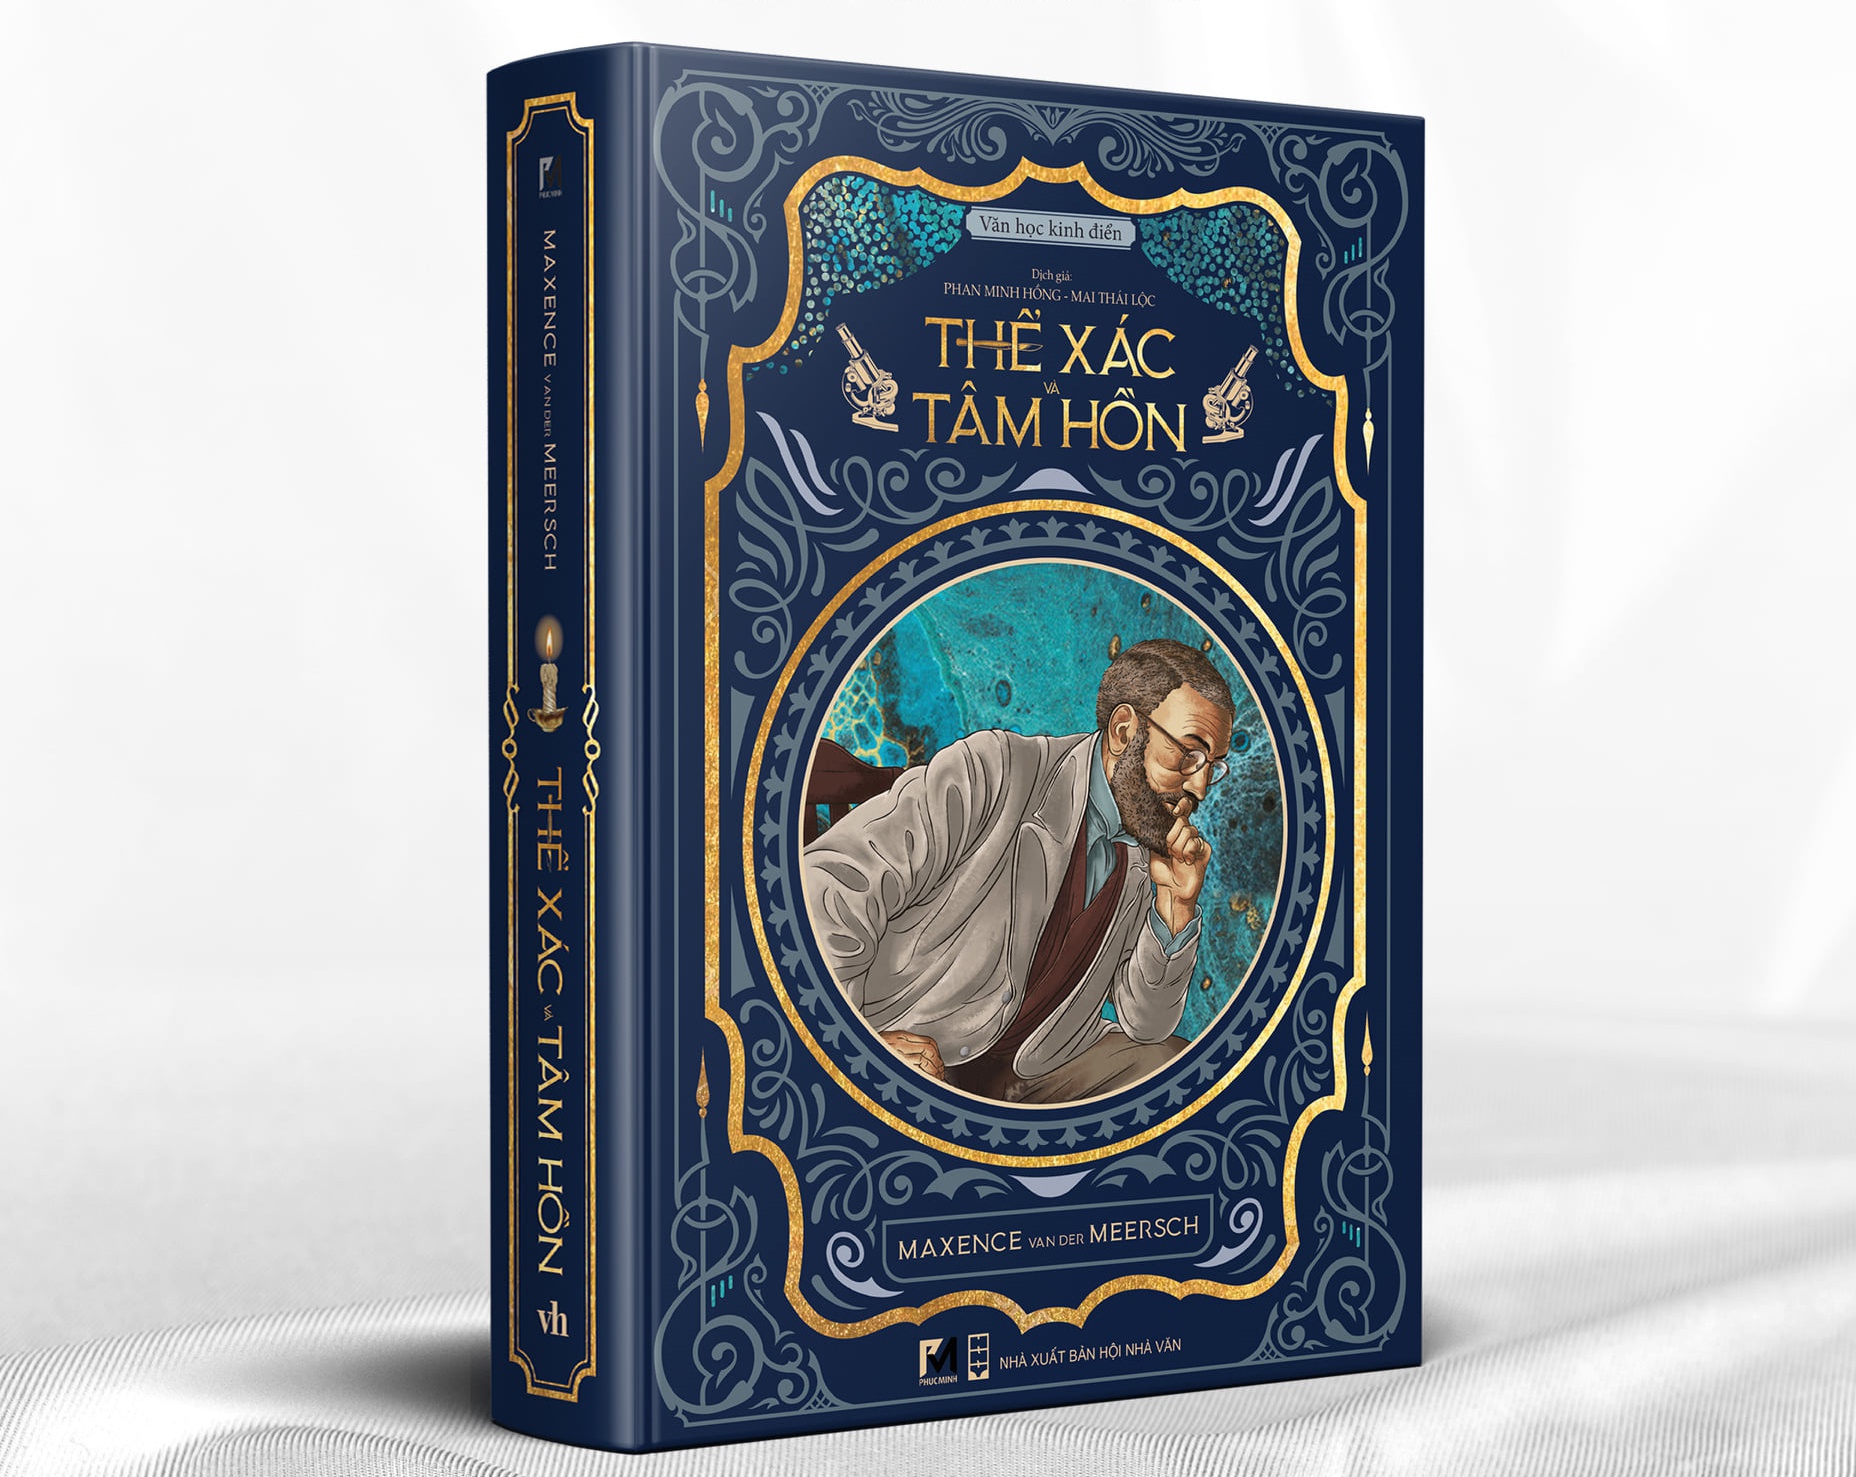 PHUCMINH
MAXENCE VAN DER MEERSCH
THỂ XÁC VÀ TÂM HỒN
vh
Văn học kinh điển
Dịch giả:
PHAN MINH HỒNG - MAI THÁI LỘC
THỂ XÁC
VÀ
TÂM HỒN
MAXENCE VAN DER MEERSCH
PHUCMINH
NHÀ XUẤT BẢN HỘI NHÀ VĂN